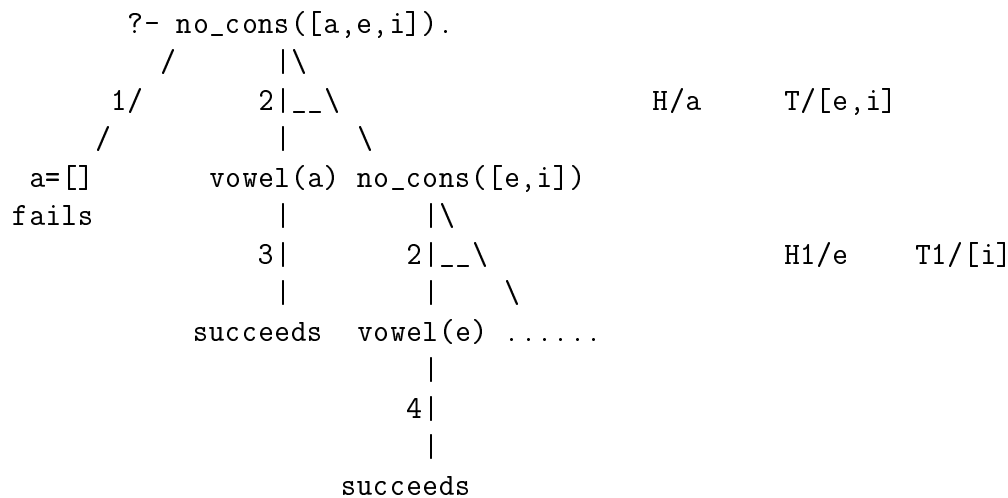 ?- no_cons([a,e,i]).
/ |\
1/ 2|__\ H/a T/[e,i]
/ | \
a=[] vowel(a) no_cons([e,i])
fails | |\
3| 2|__\ H1/e T1/[i]
| | \
succeeds vowel(e) ......
|
4|
|
succeeds